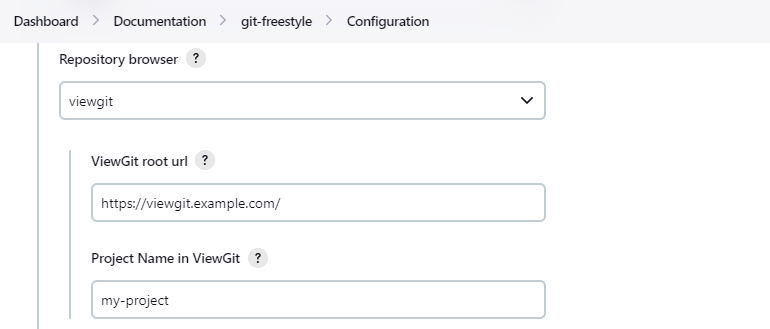 Dashboard > Documentation > git-freestyle > Configuration
Repository browser ?
viewgit
ViewGit root url ?
https://viewgit.example.com/
Project Name in ViewGit ?
my-project